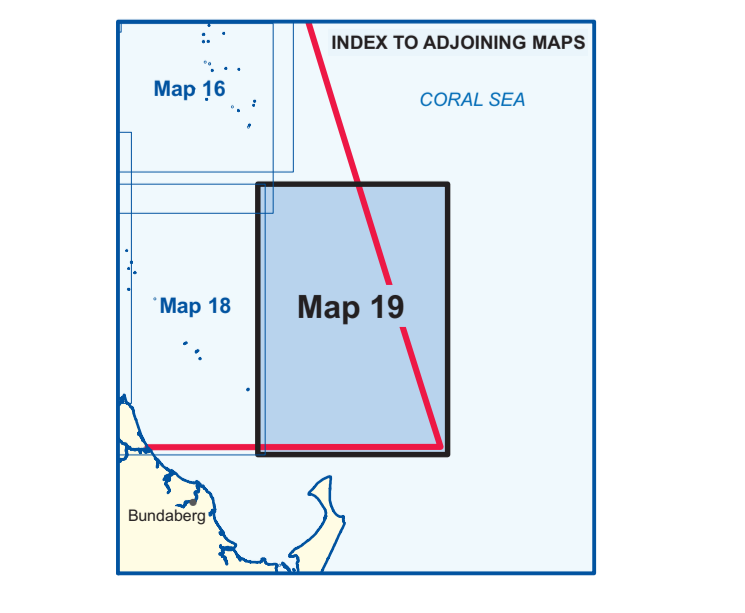 INDEX TO ADJOINING MAPS
Map 16
CORAL SEA
Map 18
Map 19
Bundaberg